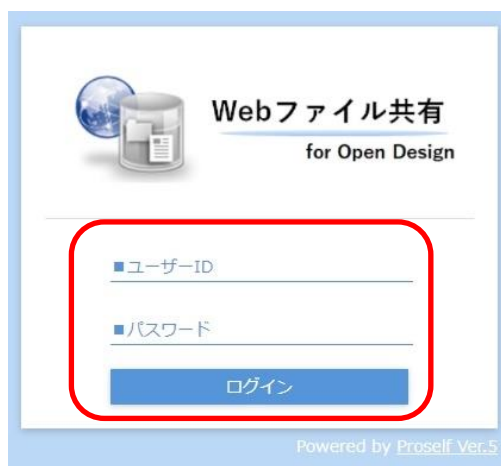 Webファイル共有
for Open Design
■ユーザーID
■パスワード
ログイン
Powered by Proself Ver.5